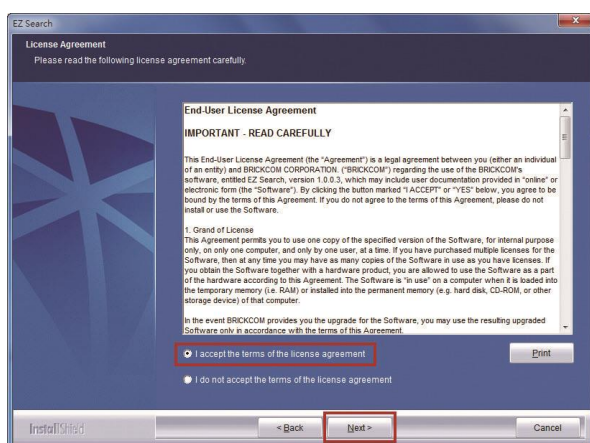 EZ Search
License Agreement
Please read the following license agreement carefully.
End-User License Agreement
IMPORTANT - READ CAREFULLY
This End-User License Agreement (the "Agreement") is a legal agreement between you (either an individual
of an entity) and BRICKCOM CORPORATION. ("BRICKCOM") regarding the use of the BRICKCOM's
software, entitled EZ Search, version 1.0.0.3, which may include user documentation provided in "online" or
electronic form (the "Software"). By clicking the button marked "I ACCEPT" or "YES" below, you agree to be
bound by the terms of this Agreement. If you do not agree to the terms of this Agreement, please do not
install or use the Software.
1. Grand of License
This Agreement permits you to use one copy of the specified version of the Software, for internal purpose
only, on only one computer, and only by one user, at a time. If you have purchased multiple licenses for the
Software, then at any time you may have as many copies of the Software in use as you have licenses. If
you obtain the Software together with a hardware product, you are allowed to use the Software as a part
of the hardware according to this Agreement. The Software is "in use" on a computer when it is loaded into
the temporary memory (i.e. RAM) or installed into the permanent memory (e.g. hard disk, CD-ROM, or other
storage device) of that computer.
In the event BRICKCOM provides you the upgrade for the Software, you may use the resulting upgraded
Software only in accordance with the terms of this Agreement.
I accept the terms of the license agreement
Print
I do not accept the terms of the license agreement
InstallShield
< Back
Next >
Cancel